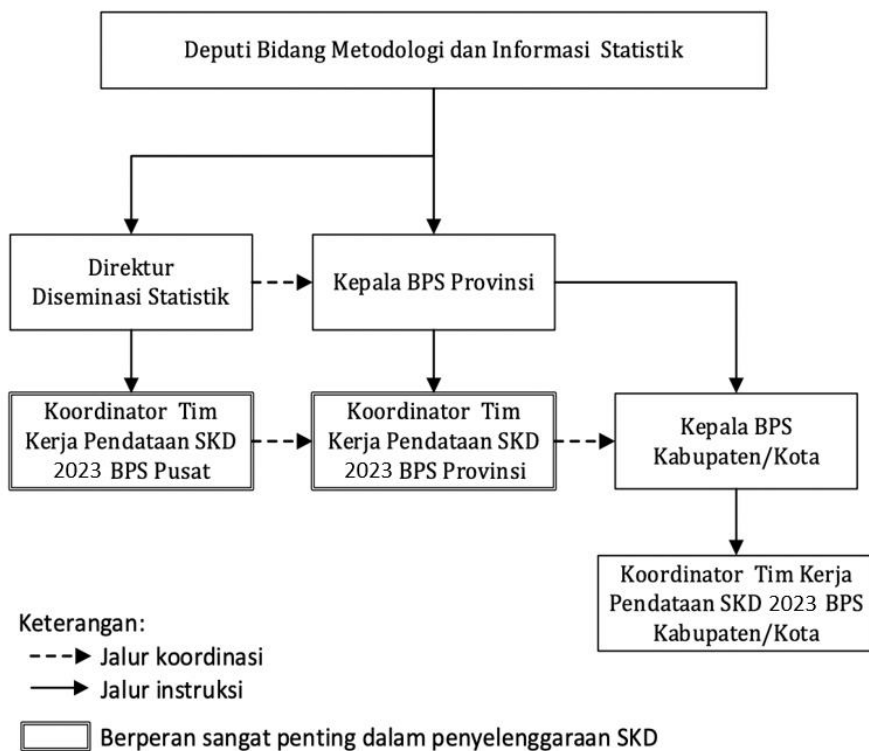 Deputi Bidang Metodologi dan Informasi Statistik
Direktur
Diseminasi Statistik
Kepala BPS Provinsi
Koordinator Tim
Kerja Pendataan SKD
2023 BPS Pusat
Koordinator Tim
Kerja Pendataan SKD
2023 BPS Provinsi
Kepala BPS
Kabupaten/Kota
Koordinator Tim Kerja
Pendataan SKD 2023 BPS
Kabupaten/Kota
Keterangan:
Jalur koordinasi
Jalur instruksi
Berperan sangat penting dalam penyelenggaraan SKD